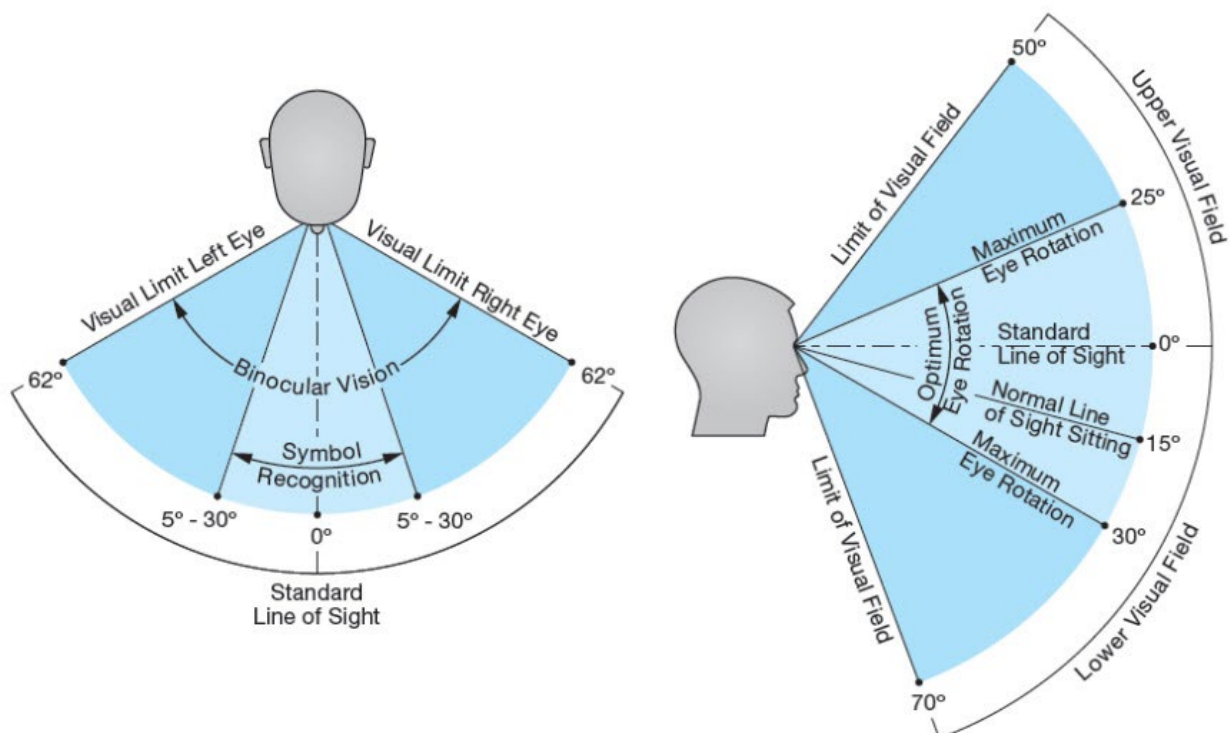 Visual Limit Left Eye
Visual Limit Right Eye
62º
Binocular Vision
62º
Symbol
Recognition
5º - 30º
0º
5º - 30º
Standard
Line of Sight
50º
Upper Visual Field
Limit of Visual Field
25º
Maximum
Eye Rotation
Optimum
Eye Rotation
Standard
Line of Sight
0º
Normal Line
of Sight Sitting
15º
Maximum
Eye Rotation
30º
Limit of Visual Field
Lower Visual Field
70º